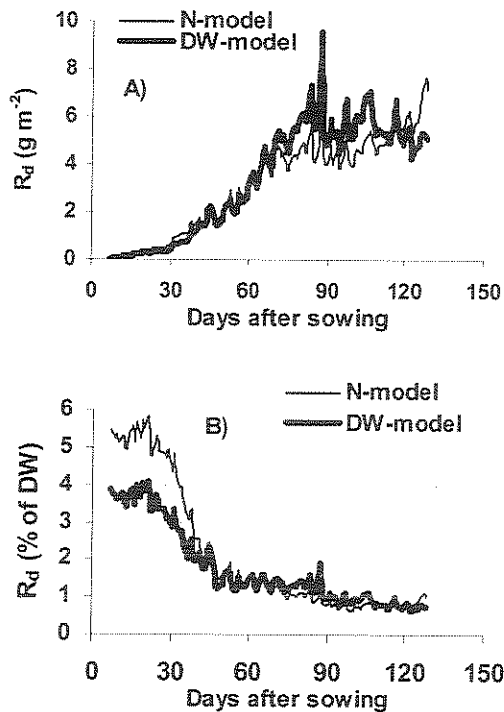 N-model
DW-model
A)
R_d (g m⁻²)
10
8
6
4
2
0
0 30 60 90 120 150
Days after sowing
N-model
DW-model
B)
R_d (% of DW)
6
5
4
3
2
1
0
0 30 60 90 120 150
Days after sowing